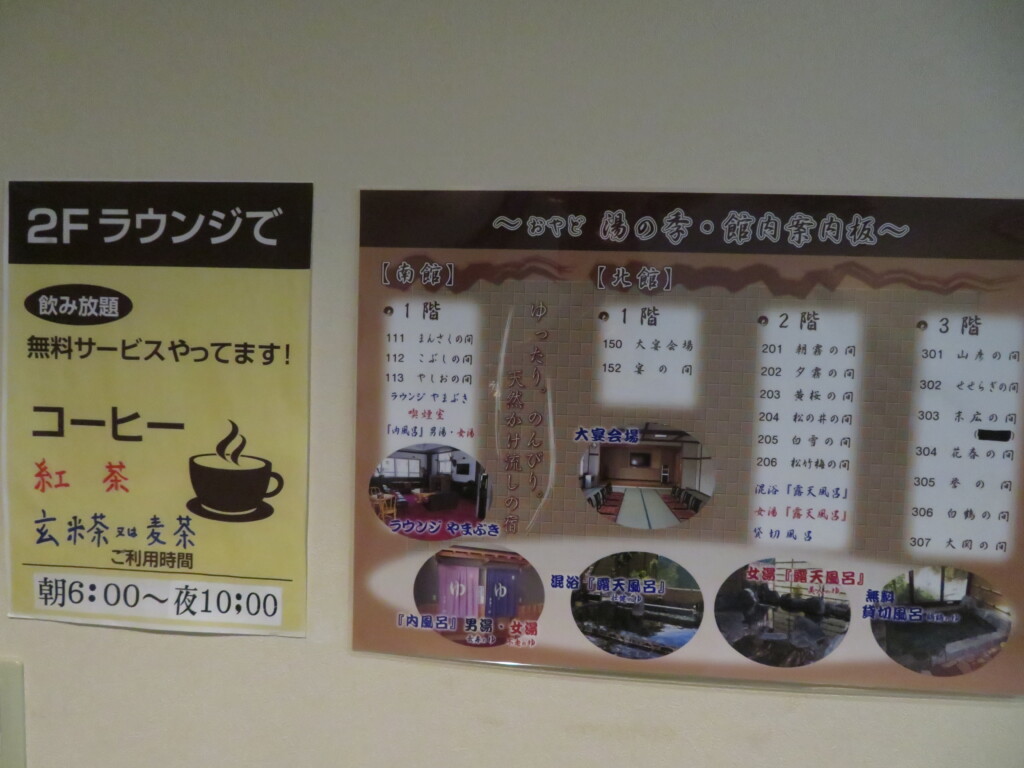 2Fラウンジで
飲み放題
無料サービスやってます!
コーヒー
紅茶
玄米茶又は麦茶
ご利用時間
朝6:00～夜10:00
～おやど 湯の季・館内案内板～
【南館】
1階
111 まんさくの間
112 こぶしの間
113 やしおの間
ラウンジ やまぶき
喫煙室
「内風呂」男湯・女湯
ゆったり。のんびり。
天然かけ流しの宿
【北館】
1階
150 大宴会場
152 宴の間
2階
201 朝霧の間
202 夕霧の間
203 黄桜の間
204 松の井の間
205 白雪の間
206 松竹梅の間
混浴「露天風呂」
女湯「露天風呂」
貸切風呂
3階
301 山彦の間
302 せせらぎの間
303 末広の間
304 花春の間
305 誉の間
306 白鶴の間
307 大関の間
ラウンジ やまぶき
大宴会場
ゆ ゆ
『内風呂』男湯・女湯
混浴『露天風呂』
女湯『露天風呂』
無料
貸切風呂